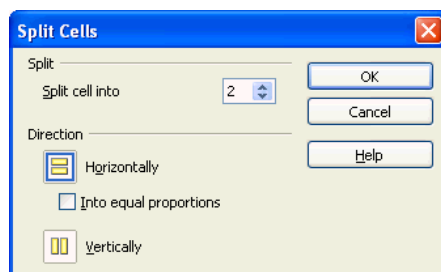 Split Cells
Split
Split cell into 2
OK
Cancel
Direction
Help
Horizontally
Into equal proportions
Vertically